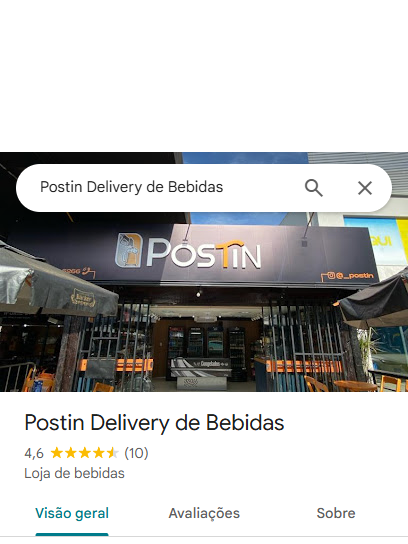 Postin Delivery de Bebidas
POSTIN
@_postin
Postin Delivery de Bebidas
4,6 (10)
Loja de bebidas
Visão geral
Avaliações
Sobre